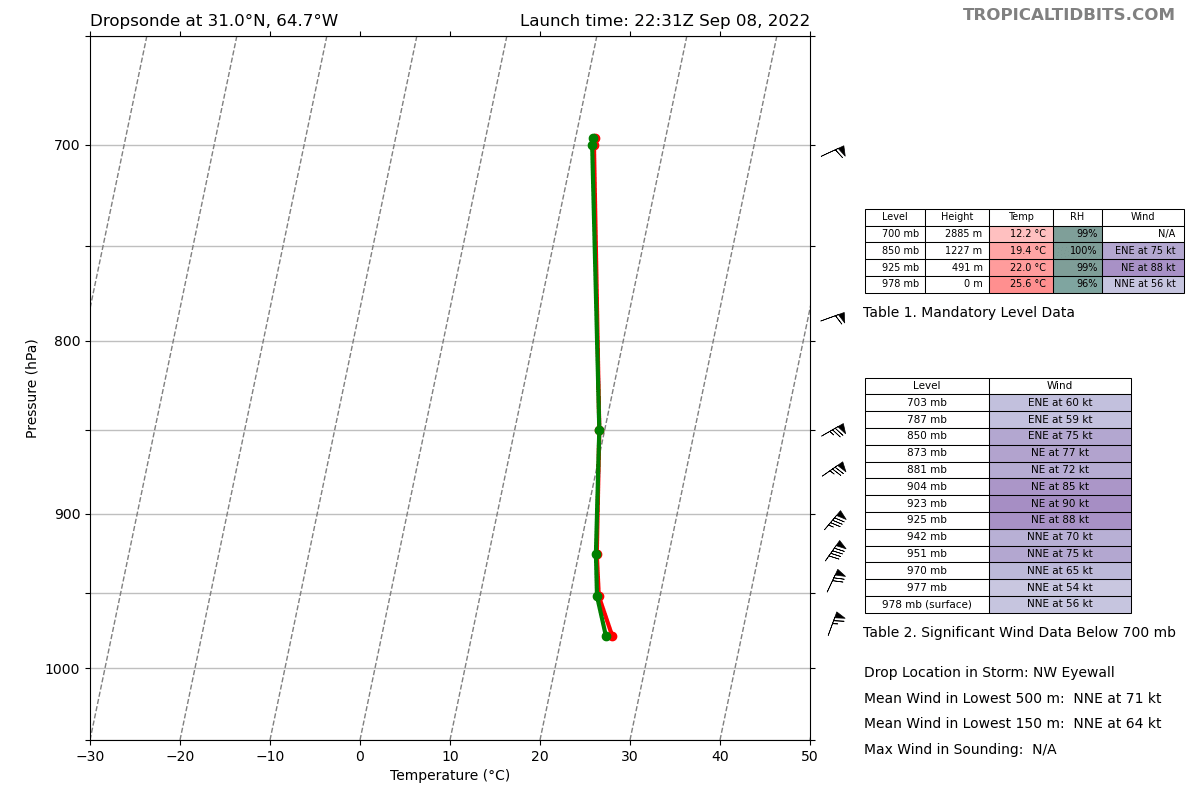 Dropsonde at 31.0°N, 64.7°W
Launch time: 22:31Z Sep 08, 2022
TROPICALTIDBITS.COM
Pressure (hPa)
700
800
900
1000
−30 −20 −10 0 10 20 30 40 50
Temperature (°C)
Level Height Temp RH Wind
700 mb 2885 m 12.2 °C 99% N/A
850 mb 1227 m 19.4 °C 100% ENE at 75 kt
925 mb 491 m 22.0 °C 99% NE at 88 kt
978 mb 0 m 25.6 °C 96% NNE at 56 kt
Table 1. Mandatory Level Data
Level Wind
703 mb ENE at 60 kt
787 mb ENE at 59 kt
850 mb ENE at 75 kt
873 mb NE at 77 kt
881 mb NE at 72 kt
904 mb NE at 85 kt
923 mb NE at 90 kt
925 mb NE at 88 kt
942 mb NNE at 70 kt
951 mb NNE at 75 kt
970 mb NNE at 65 kt
977 mb NNE at 54 kt
978 mb (surface) NNE at 56 kt
Table 2. Significant Wind Data Below 700 mb
Drop Location in Storm: NW Eyewall
Mean Wind in Lowest 500 m: NNE at 71 kt
Mean Wind in Lowest 150 m: NNE at 64 kt
Max Wind in Sounding: N/A